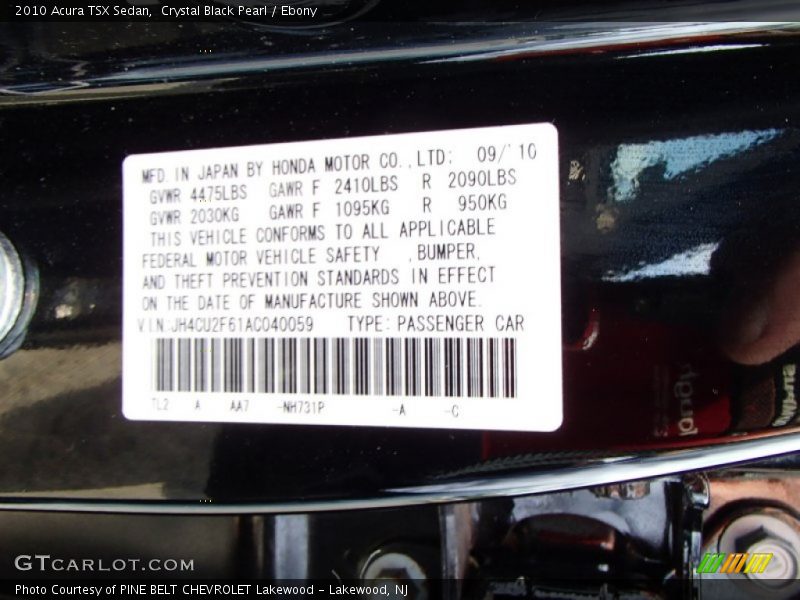 2010 Acura TSX Sedan,  Crystal Black Pearl / Ebony
MFD. IN JAPAN BY HONDA MOTOR CO.,LTD: 09/'10
GVWR 4475LBS GAWR F 2410LBS R 2090LBS
GVWR 2030KG GAWR F 1095KG R 950KG
THIS VEHICLE CONFORMS TO ALL APPLICABLE
FEDERAL MOTOR VEHICLE SAFETY ,BUMPER,
AND THEFT PREVENTION STANDARDS IN EFFECT
ON THE DATE OF MANUFACTURE SHOWN ABOVE.
VIN:JH4CU2F61AC040059 TYPE: PASSENGER CAR
TL2 A AA7 -NH731P -A -C
GTCARLOT.COM
Photo Courtesy of PINE BELT CHEVROLET Lakewood - Lakewood, NJ